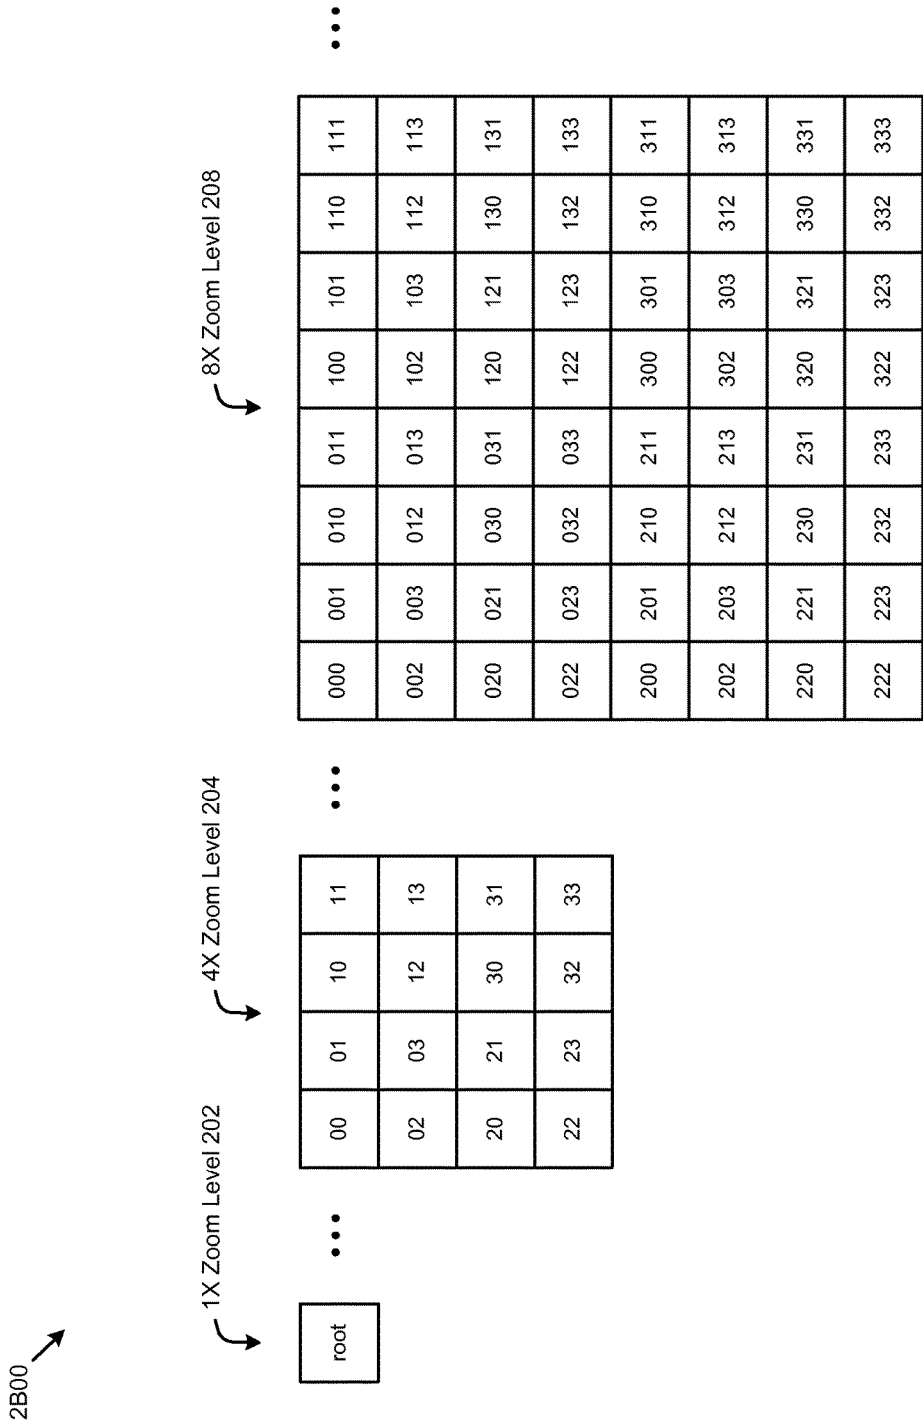 2B00
1X Zoom Level 202
4X Zoom Level 204
8X Zoom Level 208
root ••• 00 01 10 11 ••• 000 001 010 011 100 101 110 111 •••
02 03 12 13 002 003 012 013 102 103 112 113
20 21 30 31 020 021 030 031 120 121 130 131
22 23 32 33 022 023 032 033 122 123 132 133
200 201 210 211 300 301 310 311
202 203 212 213 302 303 312 313
220 221 230 231 320 321 330 331
222 223 232 233 322 323 332 333